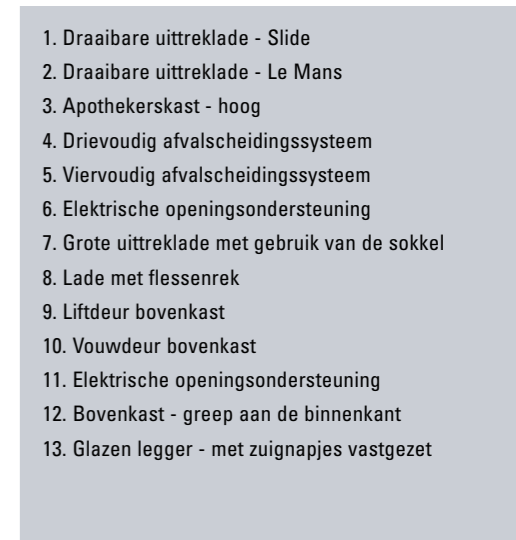 1. Draaibare uittreklade - Slide
2. Draaibare uittreklade - Le Mans
3. Apothekerskast - hoog
4. Drievoudig afvalscheidingssysteem
5. Viervoudig afvalscheidingssysteem
6. Elektrische openingsondersteuning
7. Grote uittreklade met gebruik van de sokkel
8. Lade met flessenrek
9. Liftdeur bovenkast
10. Vouwdeur bovenkast
11. Elektrische openingsondersteuning
12. Bovenkast - greep aan de binnenkant
13. Glazen legger - met zuignapjes vastgezet